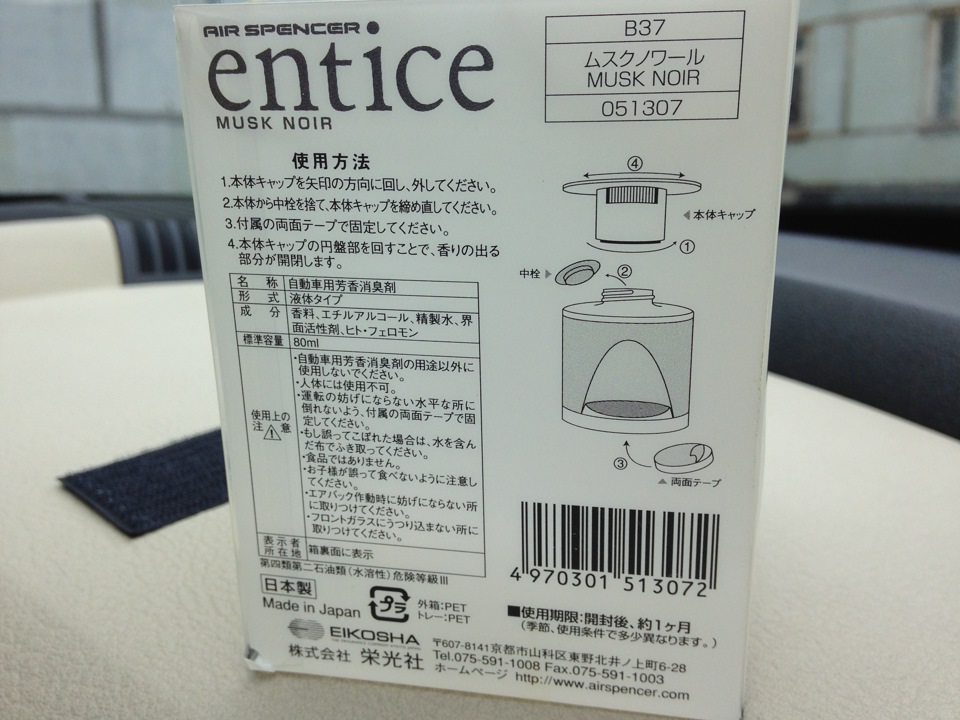 AIR SPENCER
entice
MUSK NOIR
B37
ムスクノワール
MUSK NOIR
051307
使用方法
1.本体キャップを矢印の方向に回し、外してください。
2.本体から中栓を捨て、本体キャップを締め直してください。
3.付属の両面テープで固定してください。
4.本体キャップの円盤部を回すことで、香りの出る
部分が開閉します。
名 称 自動車用芳香消臭剤
形 式 液体タイプ
成 分 香料、エチルアルコール、精製水、界
面活性剤、ヒト・フェロモン
標準容量 80ml
使用上の
注⚠意
・自動車用芳香消臭剤の用途以外に
使用しないでください。
・人体には使用不可。
・運転の妨げにならない水平な所に
倒れないよう、付属の両面テープで固
定してください。
・もし誤ってこぼれた場合は、水を含ん
だ布でふき取ってください。
・食品ではありません。
・お子様が誤って食べないように注意し
てください。
・エアバック作動時に妨げにならない所
に取りつけてください。
・フロントガラスにうつり込まない所に
取りつけてください。
表示者
所在地 箱裏面に表示
第四類第二石油類(水溶性)危険等級III
日本製
Made in Japan
プラ
外箱:PET
トレー:PET
EIKOSHA
株式会社 栄光社
④
◀本体キャップ
①
中栓▶
②
③
▲両面テープ
4 970301 513072
■使用期限:開封後、約1ヶ月
(季節、使用条件で多少異なります。)
〒607-8141京都市山科区東野北井ノ上町6-28
Tel.075-591-1008 Fax.075-591-1003
ホームページ http://www.airspencer.com